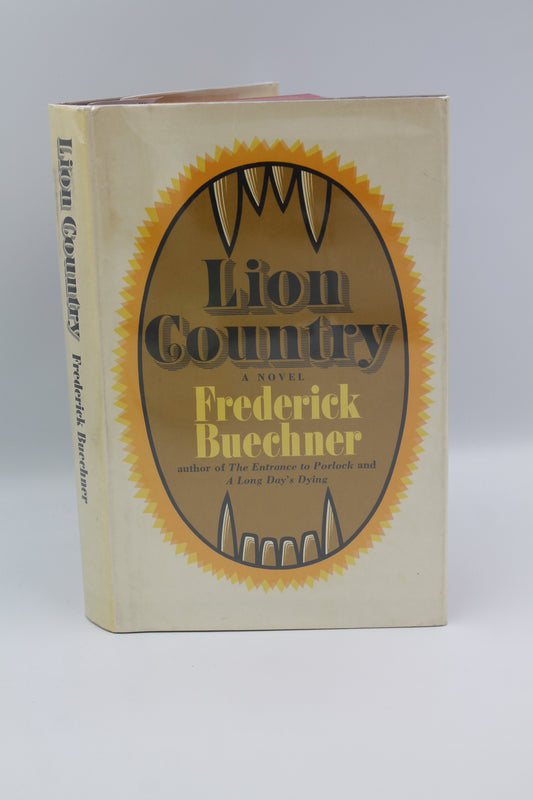 Lion Country Frederick Buechner
Lion
Country
A NOVEL
Frederick
Buechner
author of The Entrance to Porlock and
A Long Day's Dying